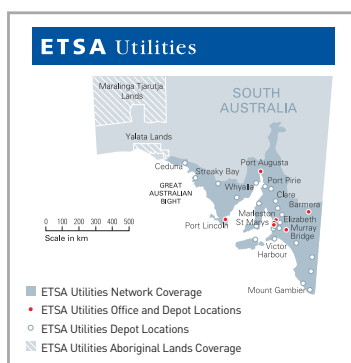 ETSA Utilities
SOUTH
AUSTRALIA
Maralinga Tjarutja
Lands
Yalata Lands
Ceduna
Streaky Bay
Port Augusta
GREAT
AUSTRALIAN
BIGHT
Whyalla
Port Pirie
Clare
Barmera
Port Lincoln
Marleston
St Marys
Elizabeth
Murray
Bridge
Victor
Harbour
Mount Gambier
0 100 200 300 400 500
Scale in km
ETSA Utilities Network Coverage
ETSA Utilities Office and Depot Locations
ETSA Utilities Depot Locations
ETSA Utilities Aboriginal Lands Coverage